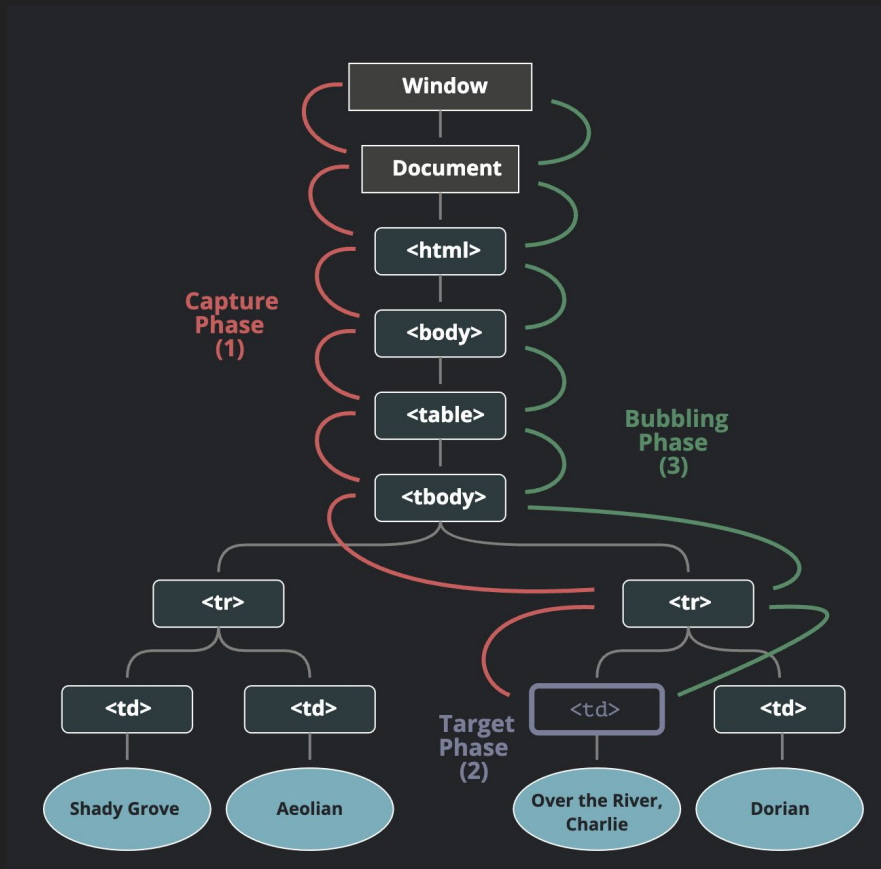 Window
Document
<html>
<body>
<table>
<tbody>
Capture
Phase
(1)
Bubbling
Phase
(3)
<tr>
<tr>
<td>
<td>
<td>
<td>
Target
Phase
(2)
Shady Grove
Aeolian
Over the River,
Charlie
Dorian